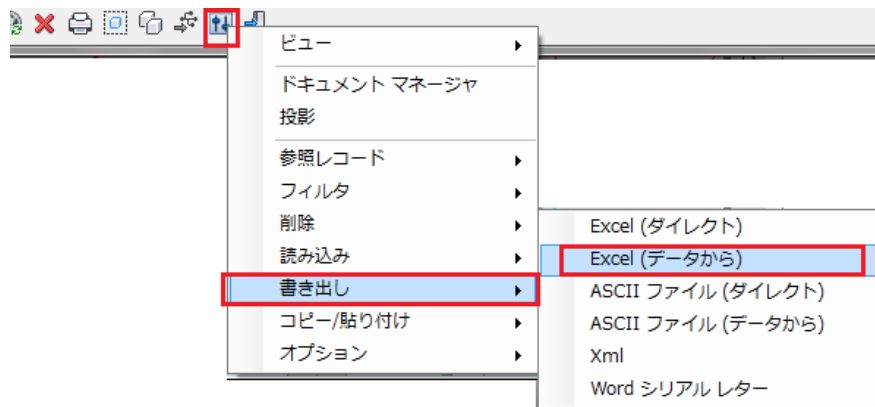 ビュー
ドキュメント マネージャ
投影
参照レコード
フィルタ
削除
読み込み
書き出し
コピー/貼り付け
オプション
Excel (ダイレクト)
Excel (データから)
ASCII ファイル (ダイレクト)
ASCII ファイル (データから)
Xml
Word シリアル レター